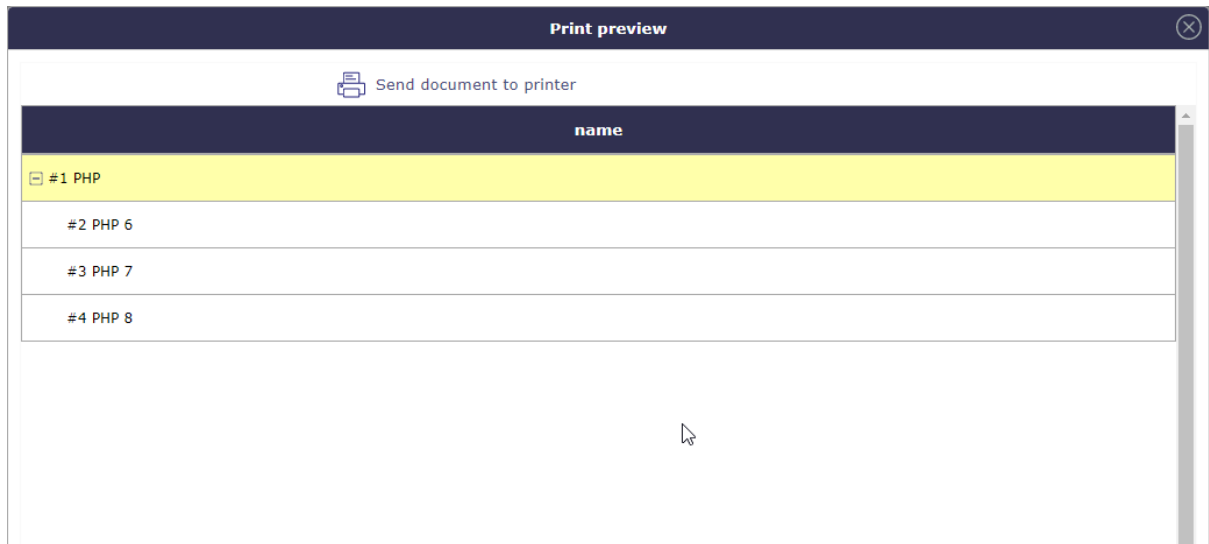 Print preview
Send document to printer
name
#1 PHP
#2 PHP 6
#3 PHP 7
#4 PHP 8